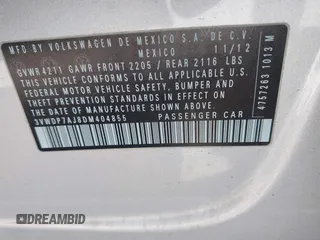 MFD BY VOLKSWAGEN DE MEXICO S.A. DE C.V.
MEXICO 11/12
GVWR 4211 GAWR FRONT 2205 / REAR 2116 LBS
THIS VEHICLE CONFORMS TO ALL APPLICABLE
FEDERAL MOTOR VEHICLE SAFETY, BUMPER AND
THEFT PREVENTION STANDARDS IN EFFECT ON
THE DATE OF MANUFACTURE SHOWN ABOVE.
3VWDP7AJ8DM404855 PASSENGER CAR
4757263 1013 M
© DRIVEBID